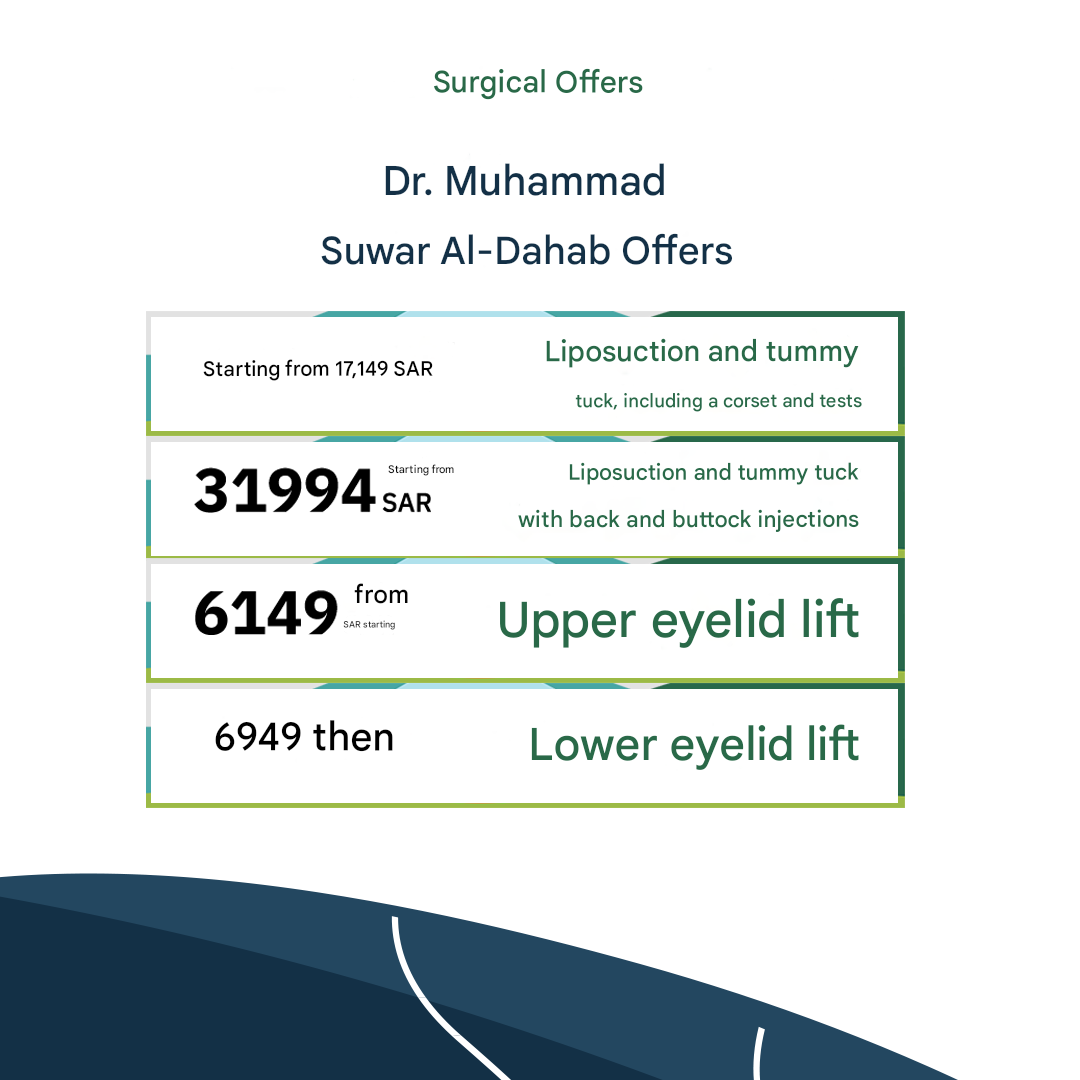 Surgical Offers
Dr. Muhammad
Suwar Al-Dahab Offers
Starting from 17,149 SAR
Liposuction and tummy
tuck, including a corset and tests
31994 Starting from
SAR
Liposuction and tummy tuck
with back and buttock injections
6149 from
SAR starting
Upper eyelid lift
6949 then
Lower eyelid lift